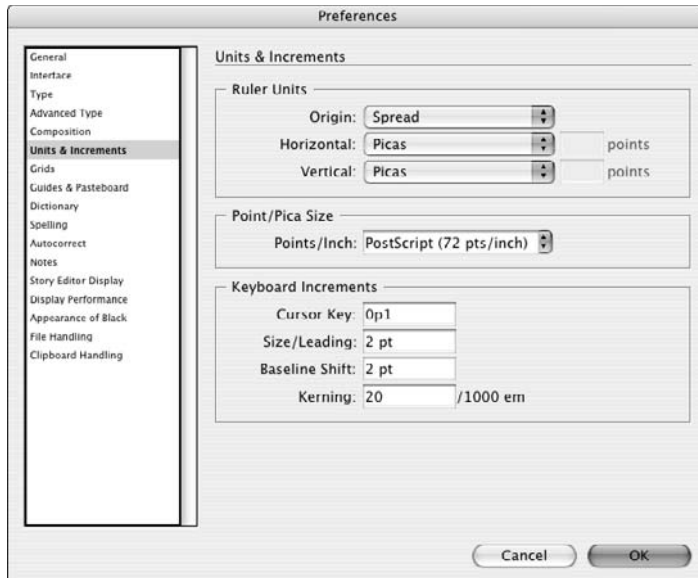 Preferences
General
Interface
Type
Advanced Type
Composition
Units & Increments
Grids
Guides & Pasteboard
Dictionary
Spelling
Autocorrect
Notes
Story Editor Display
Display Performance
Appearance of Black
File Handling
Clipboard Handling
Units & Increments
Ruler Units
Origin: Spread
Horizontal: Picas points
Vertical: Picas points
Point/Pica Size
Points/Inch: PostScript (72 pts/inch)
Keyboard Increments
Cursor Key: 0p1
Size/Leading: 2 pt
Baseline Shift: 2 pt
Kerning: 20 /1000 em
Cancel OK